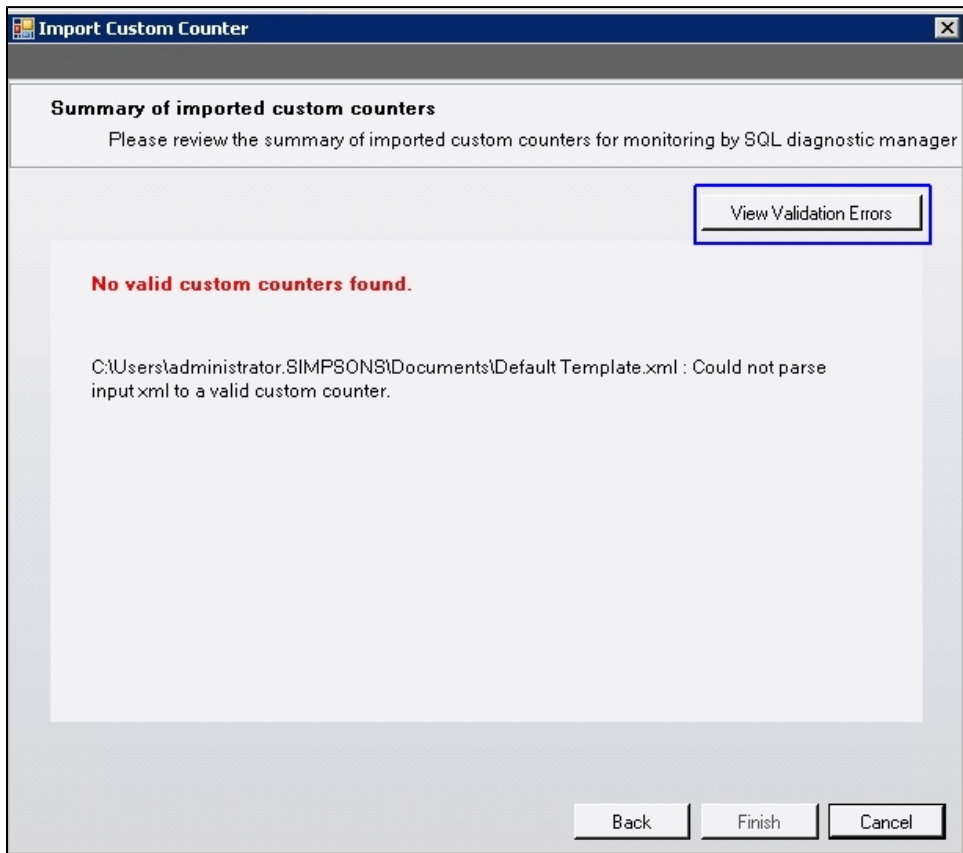 Import Custom Counter
Summary of imported custom counters
Please review the summary of imported custom counters for monitoring by SQL diagnostic manager
View Validation Errors
No valid custom counters found.
C:\Users\administrator.SIMPSONS\Documents\Default Template.xml : Could not parse
input xml to a valid custom counter.
Back
Finish
Cancel